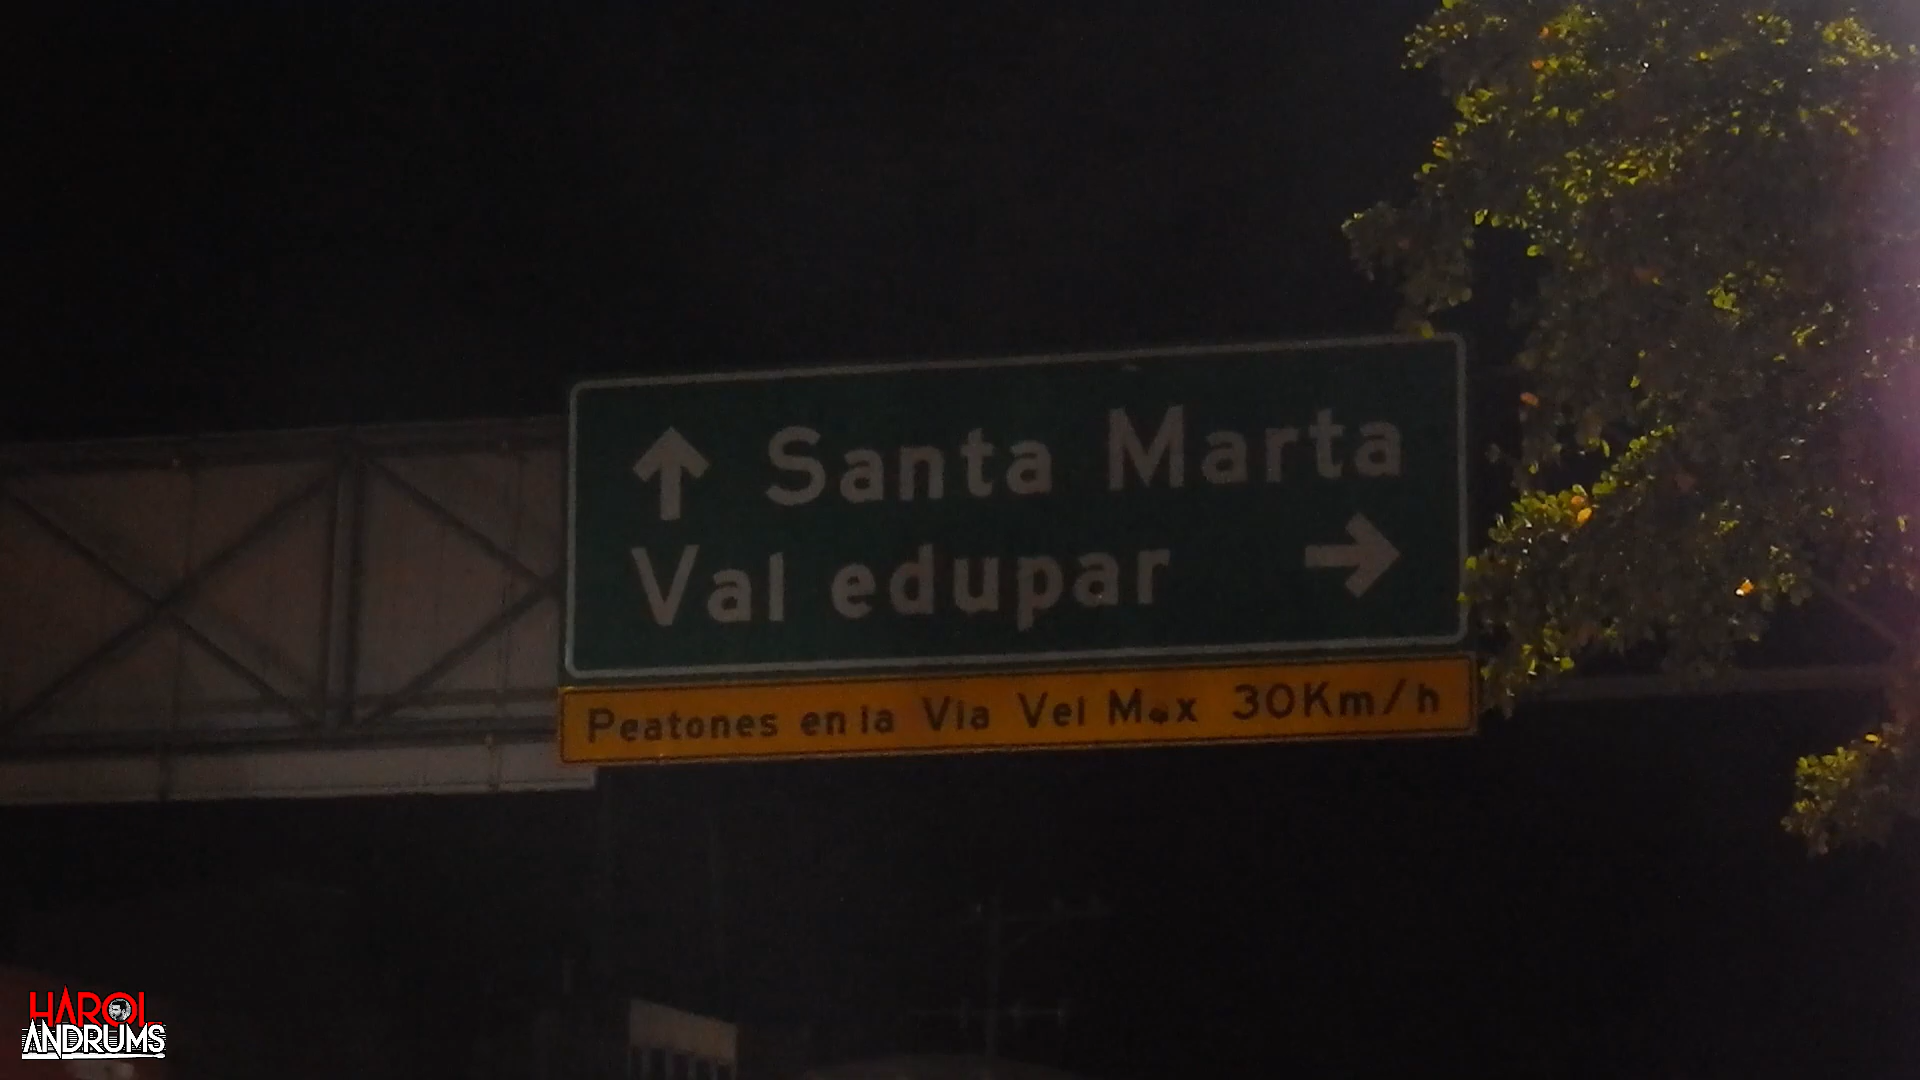 Santa Marta
Val edupar
Peatones en la Via Vel Max 30Km/h
HAROL
ANDRUMS